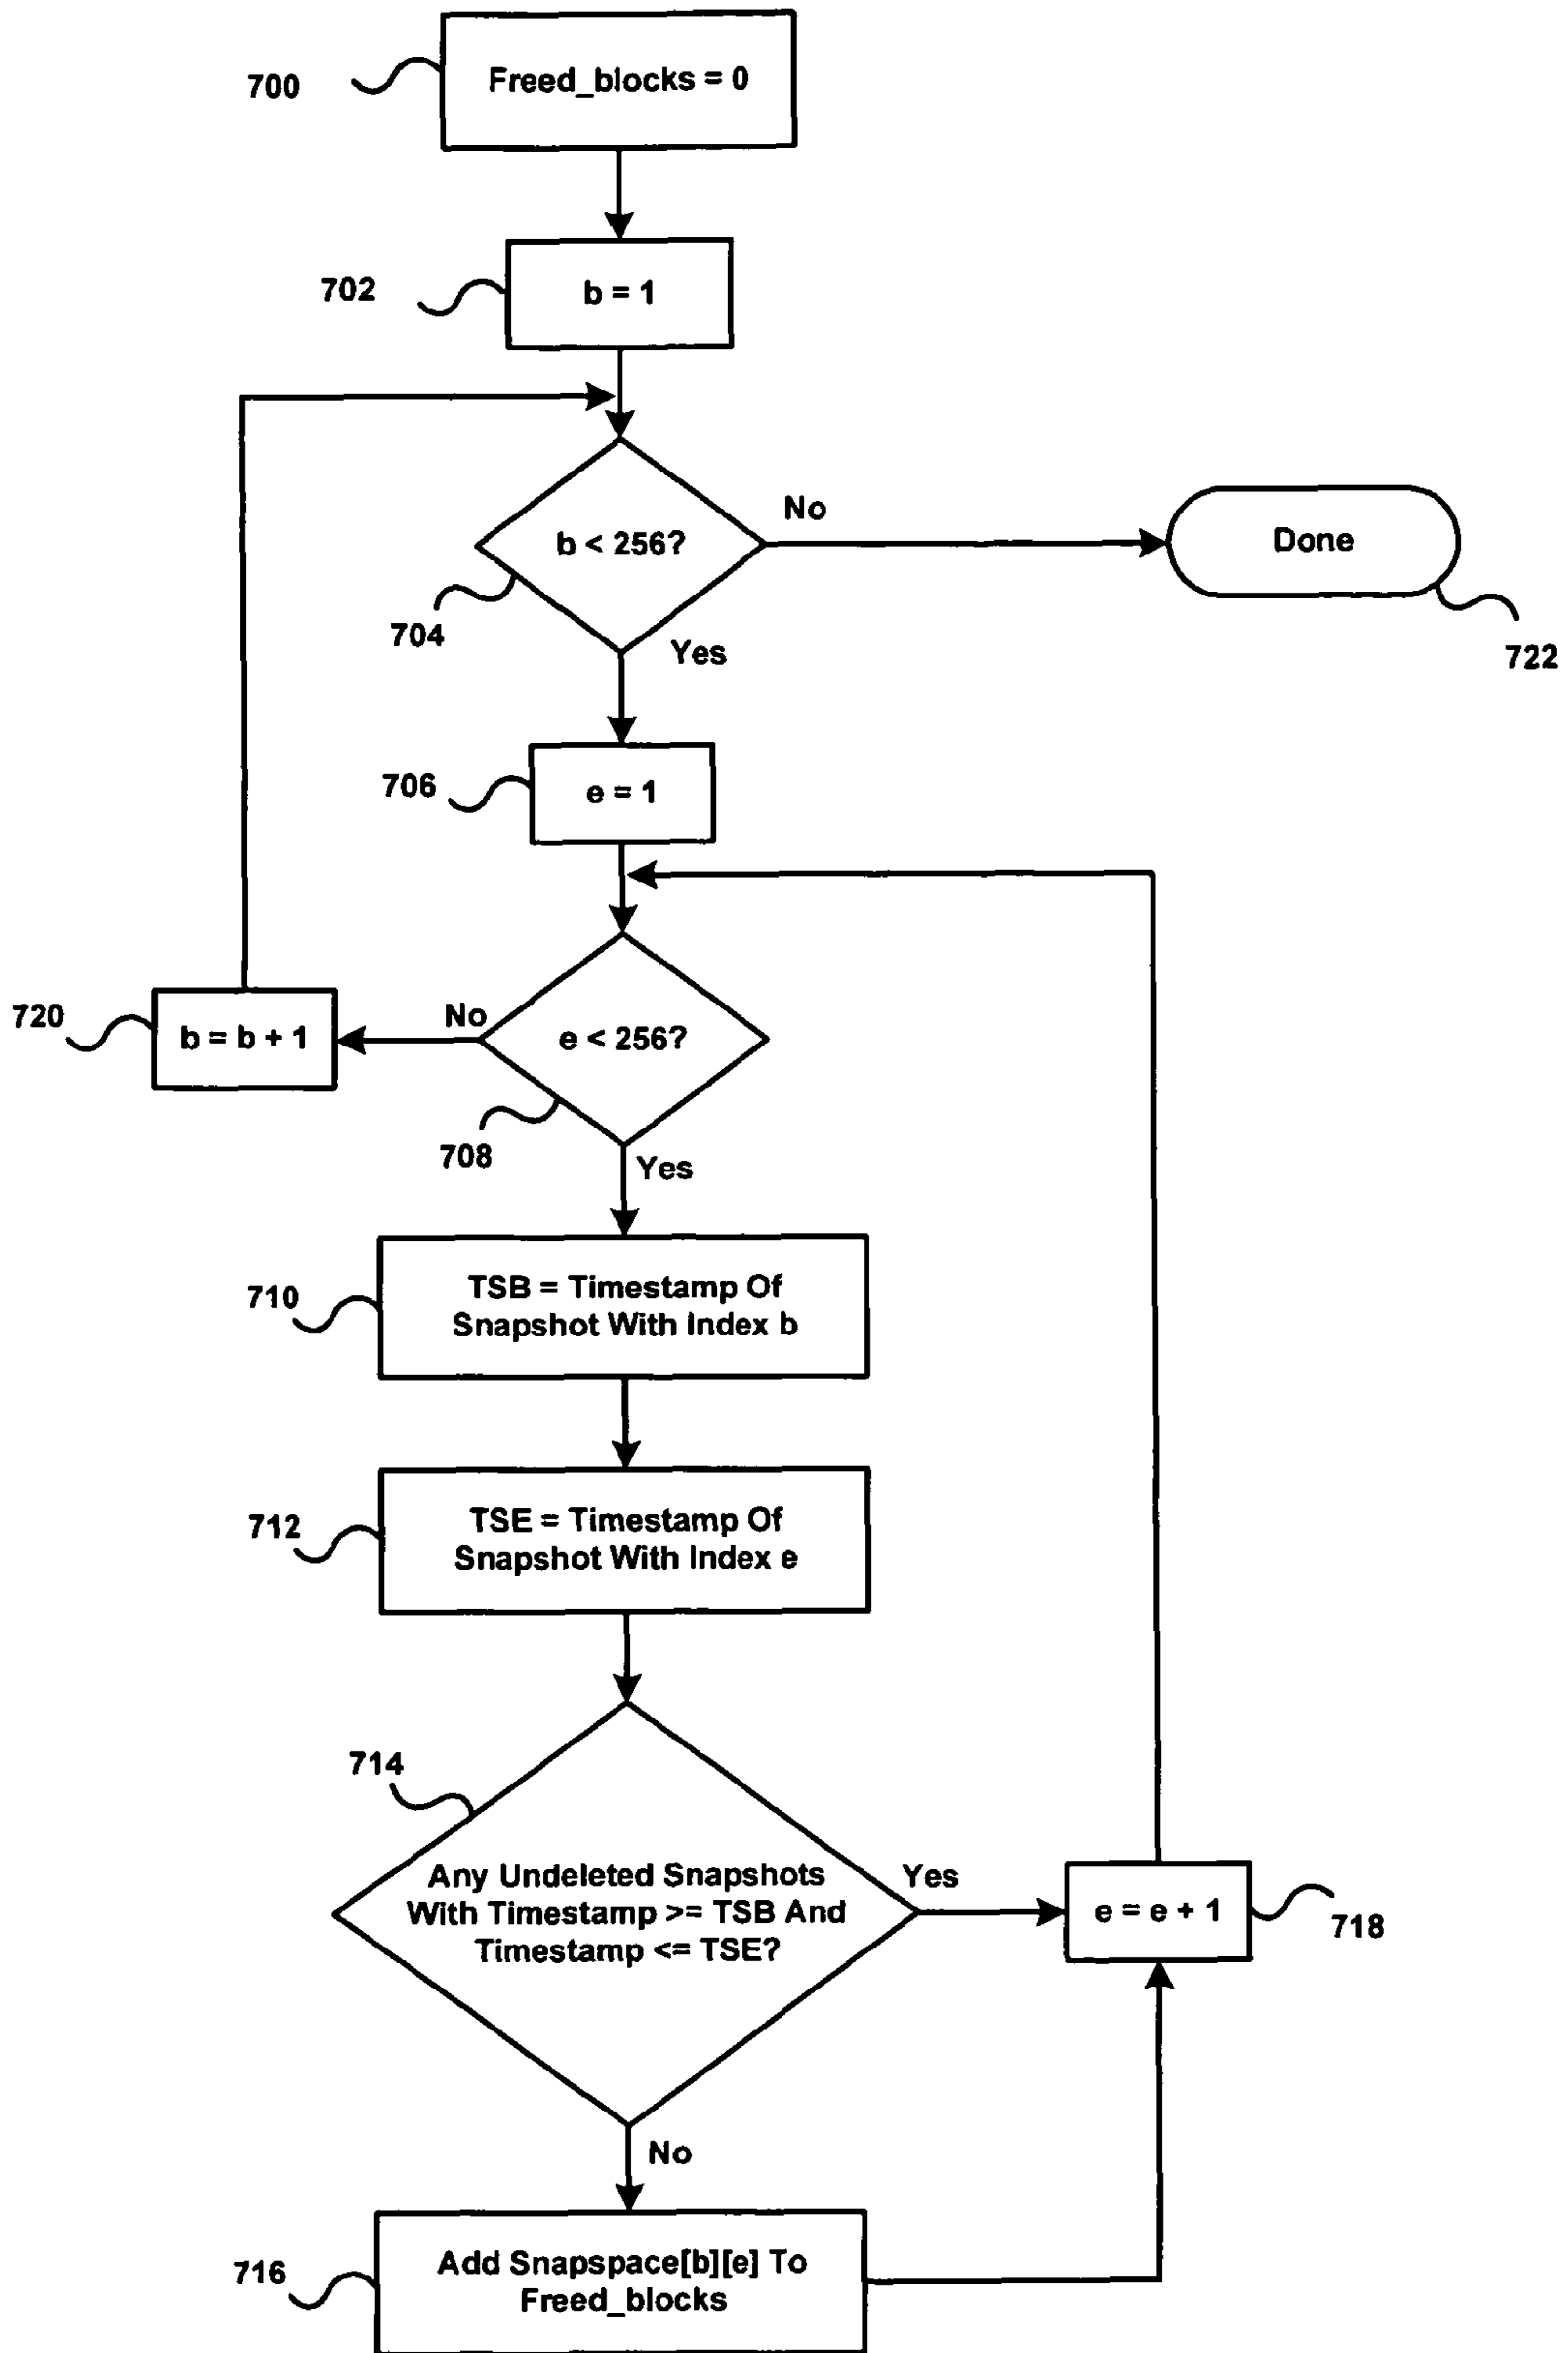 700
Freed_blocks = 0
702
b = 1
b < 256?
No
Done
704
Yes
722
706
e = 1
720
b = b + 1
No
e < 256?
708
Yes
710
TSB = Timestamp Of
Snapshot With Index b
712
TSE = Timestamp Of
Snapshot With Index e
714
Any Undeleted Snapshots
With Timestamp >= TSB And
Timestamp <= TSE?
Yes
e = e + 1
718
No
716
Add Snapspace[b][e] To
Freed_blocks